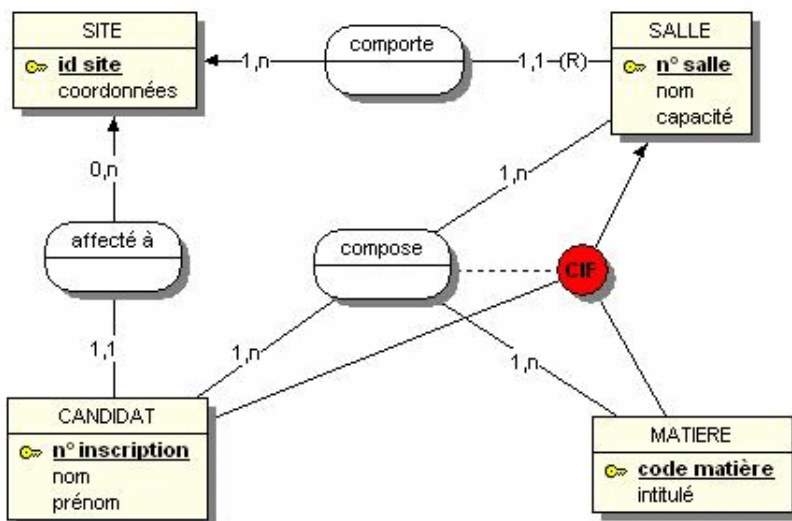 SITE
id site
coordonnées
1,n
comporte
1,1 (R)
SALLE
n° salle
nom
capacité
0,n
affecté à
1,1
compose
1,n
CIF
1,n
1,n
CANDIDAT
n° inscription
nom
prénom
MATIERE
code matière
intitulé